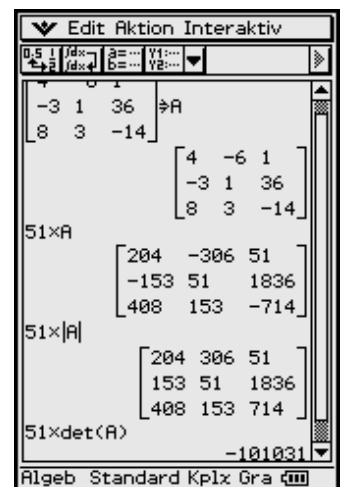 Edit Aktion Interaktiv
-3 1 36 ⇒A
8 3 -14
4 -6 1
-3 1 36
8 3 -14
51×A
204 -306 51
-153 51 1836
408 153 -714
51×|A|
204 306 51
153 51 1836
408 153 714
51×det(A)
-101031
Algeb Standard Kplx Gra